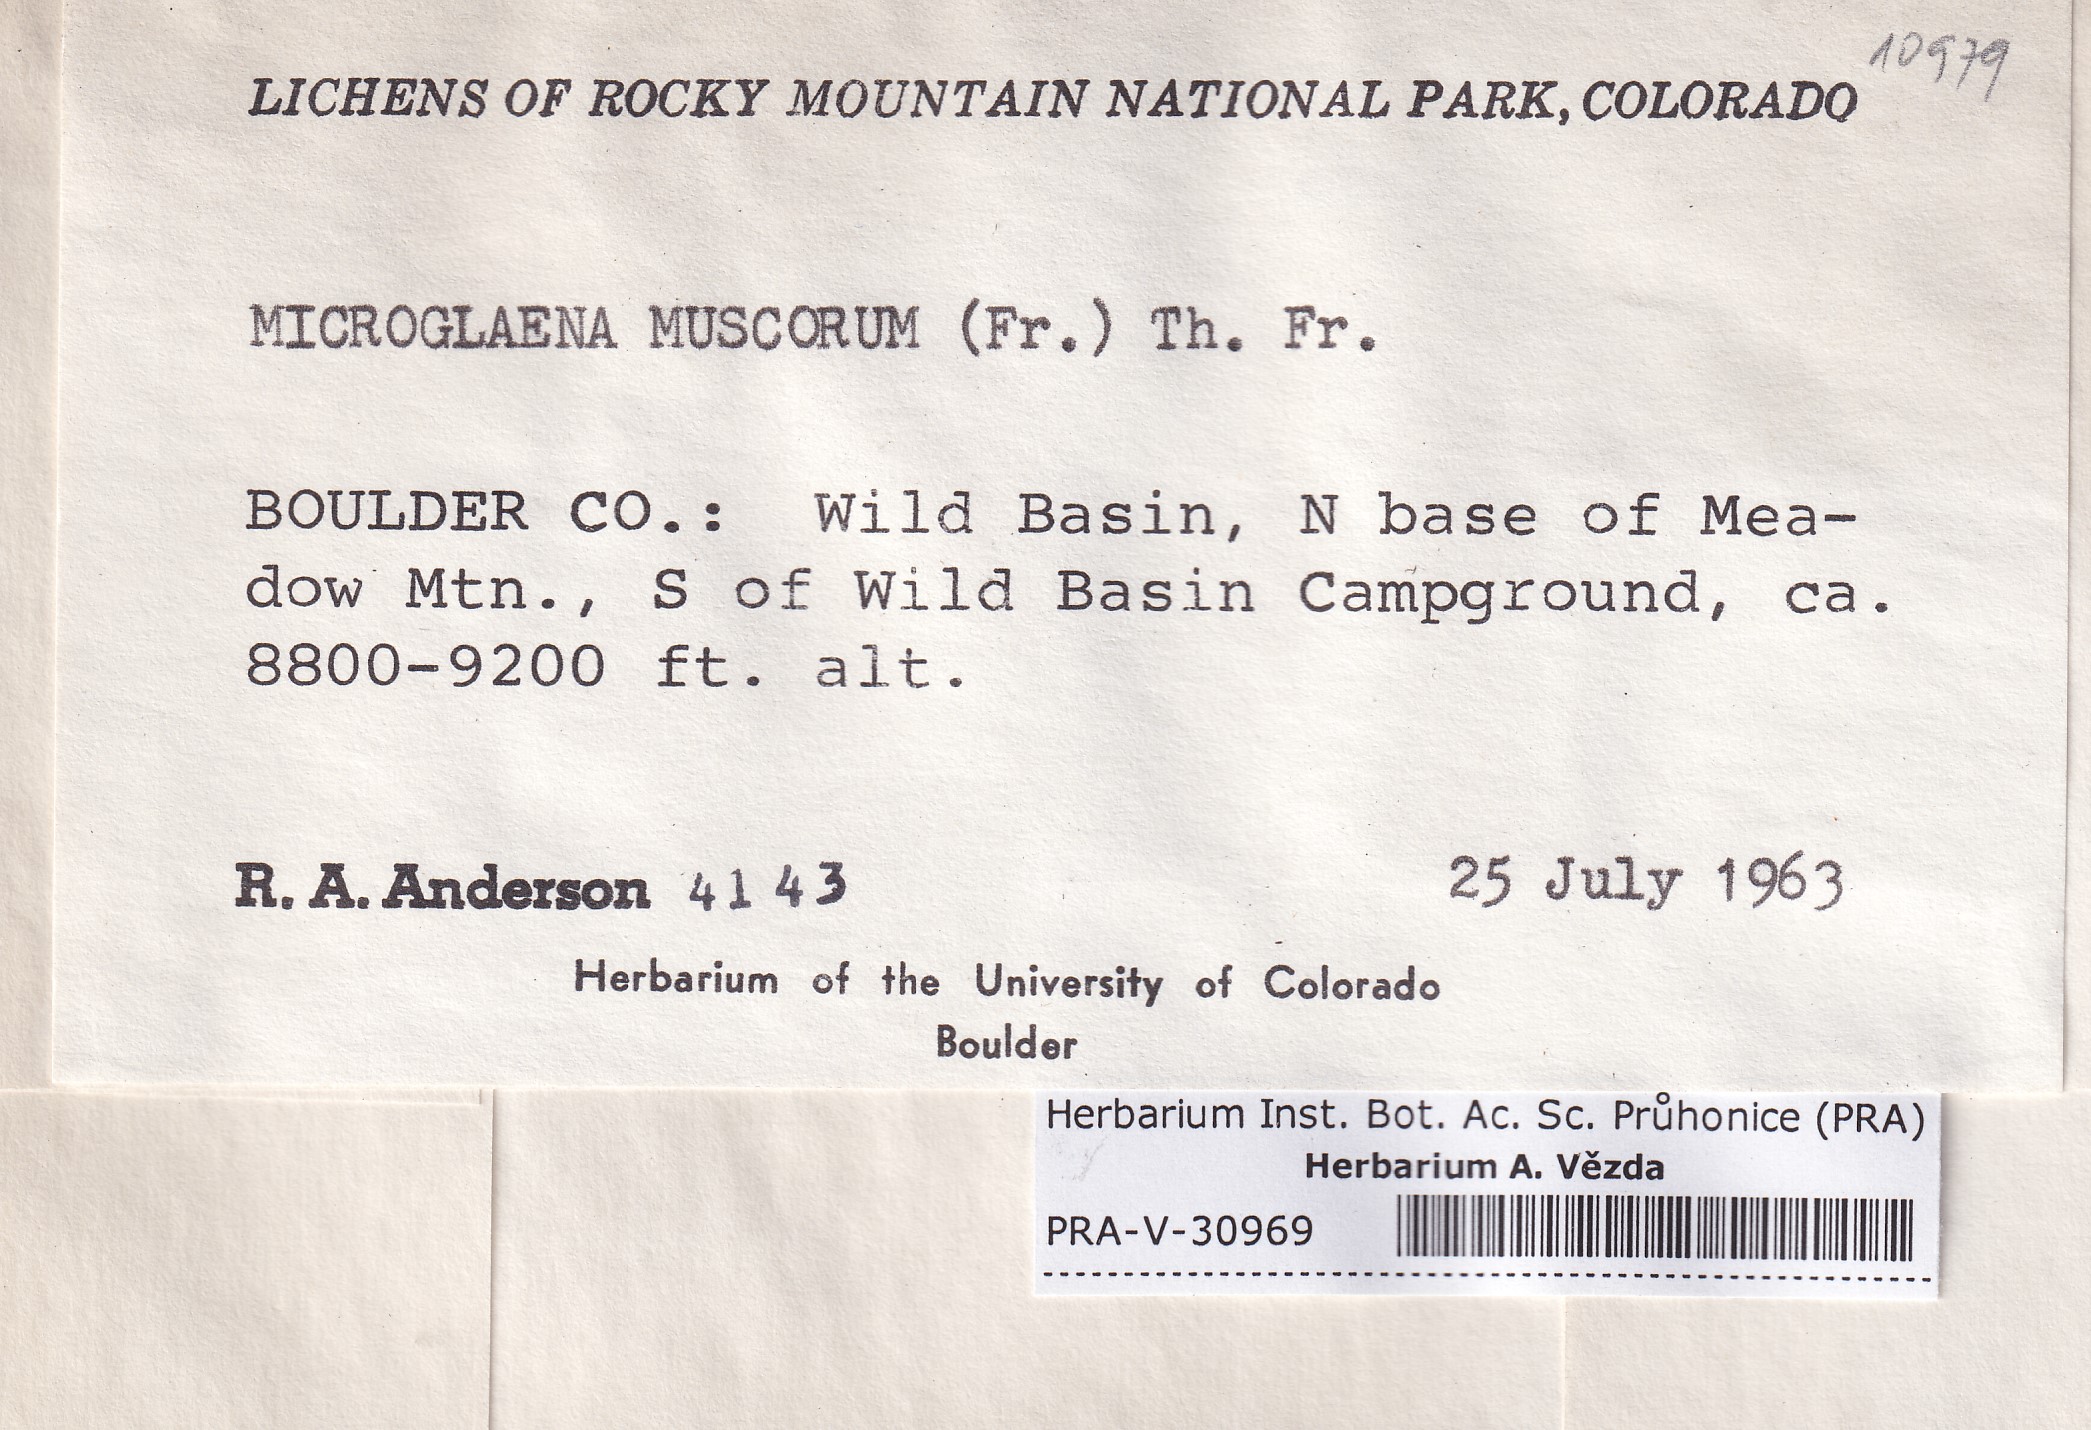 10979
LICHENS OF ROCKY MOUNTAIN NATIONAL PARK, COLORADO
MICROGLAENA MUSCORUM (Fr.) Th. Fr.
BOULDER CO.: Wild Basin, N base of Mea-
dow Mtn., S of Wild Basin Campground, ca.
8800-9200 ft. alt.
R. A. Anderson 4143 25 July 1963
Herbarium of the University of Colorado
Boulder
Herbarium Inst. Bot. Ac. Sc. Průhonice (PRA)
Herbarium A. Vězda
PRA-V-30969